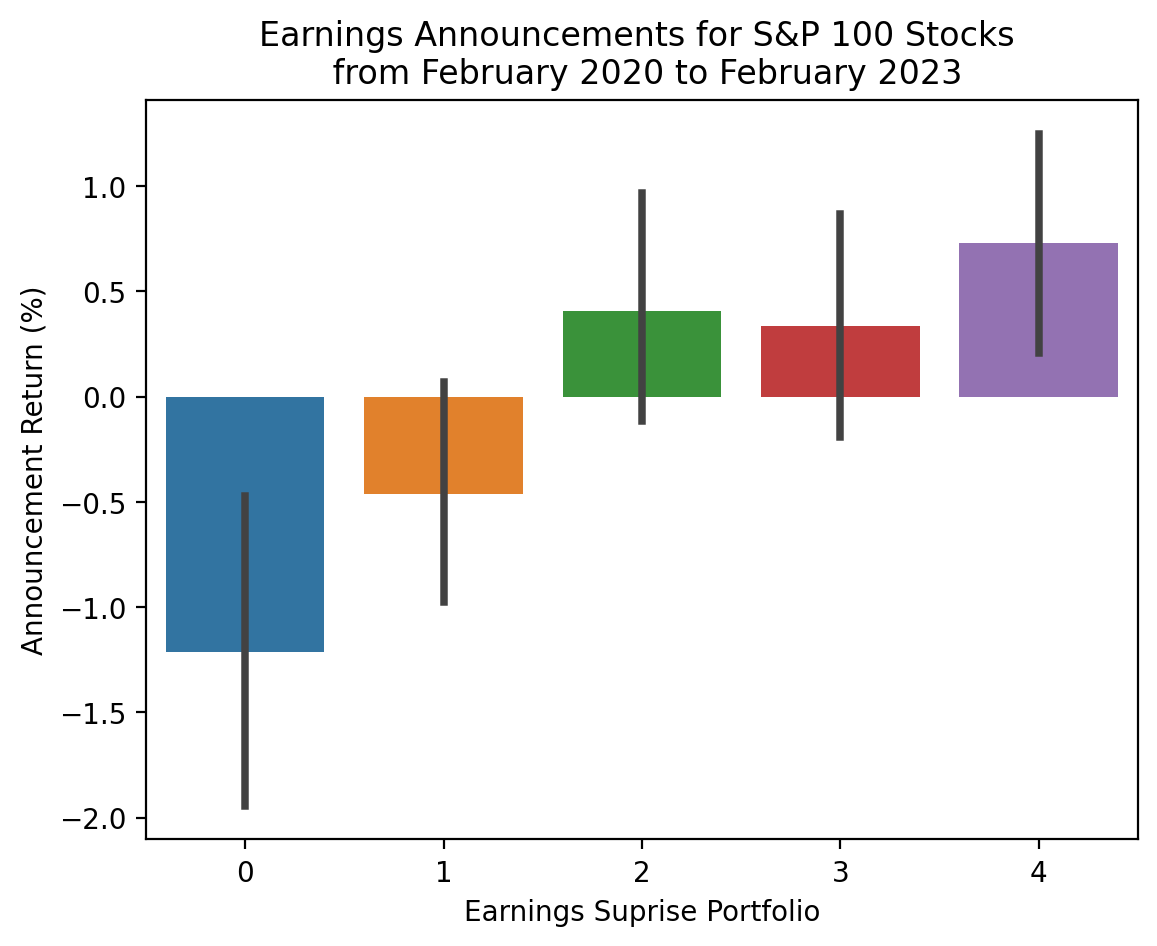 Earnings Announcements for S&P 100 Stocks
from February 2020 to February 2023
Announcement Return (%)
1.0
0.5
0.0
−0.5
−1.0
−1.5
−2.0
0 1 2 3 4
Earnings Suprise Portfolio